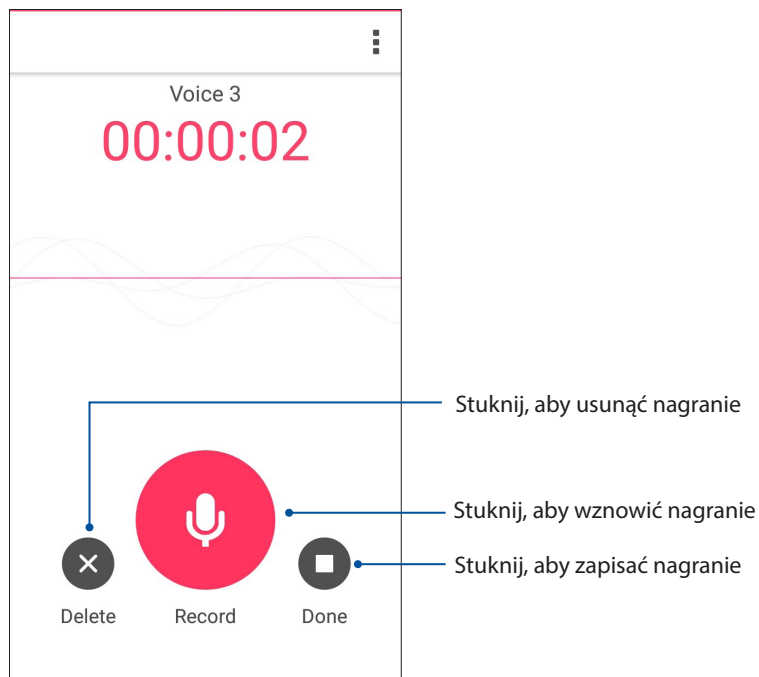 Voice 3
00:00:02
Stuknij, aby usunąć nagranie
Stuknij, aby wznowić nagranie
Stuknij, aby zapisać nagranie
Delete
Record
Done